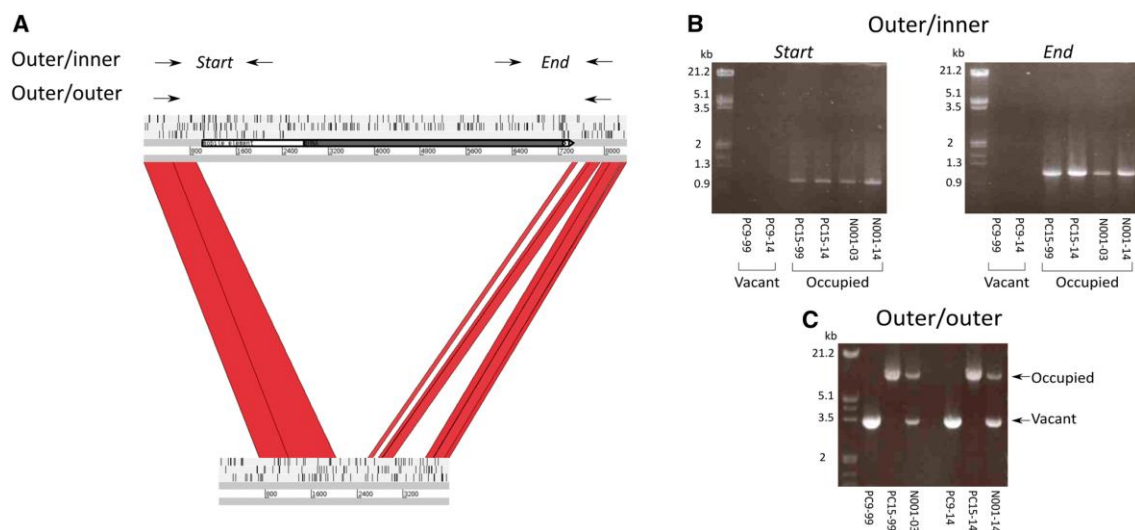 A
Outer/inner
Start
End
Outer/outer
mobile element
800 1600 2400 3200 4000 4800 5600 6400 7200 8000
800 1600 2400 3200
B
Outer/inner
kb
Start
21.2
5.1
3.5
2
1.3
0.9
PC9-99
PC9-14
PC15-99
PC15-14
N001-03
N001-14
Vacant
Occupied
kb
End
21.2
5.1
3.5
2
1.3
0.9
PC9-99
PC9-14
PC15-99
PC15-14
N001-03
N001-14
Vacant
Occupied
C
Outer/outer
kb
21.2
5.1
3.5
2
Occupied
Vacant
PC9-99
PC15-99
N001-03
PC9-14
PC15-14
N001-14